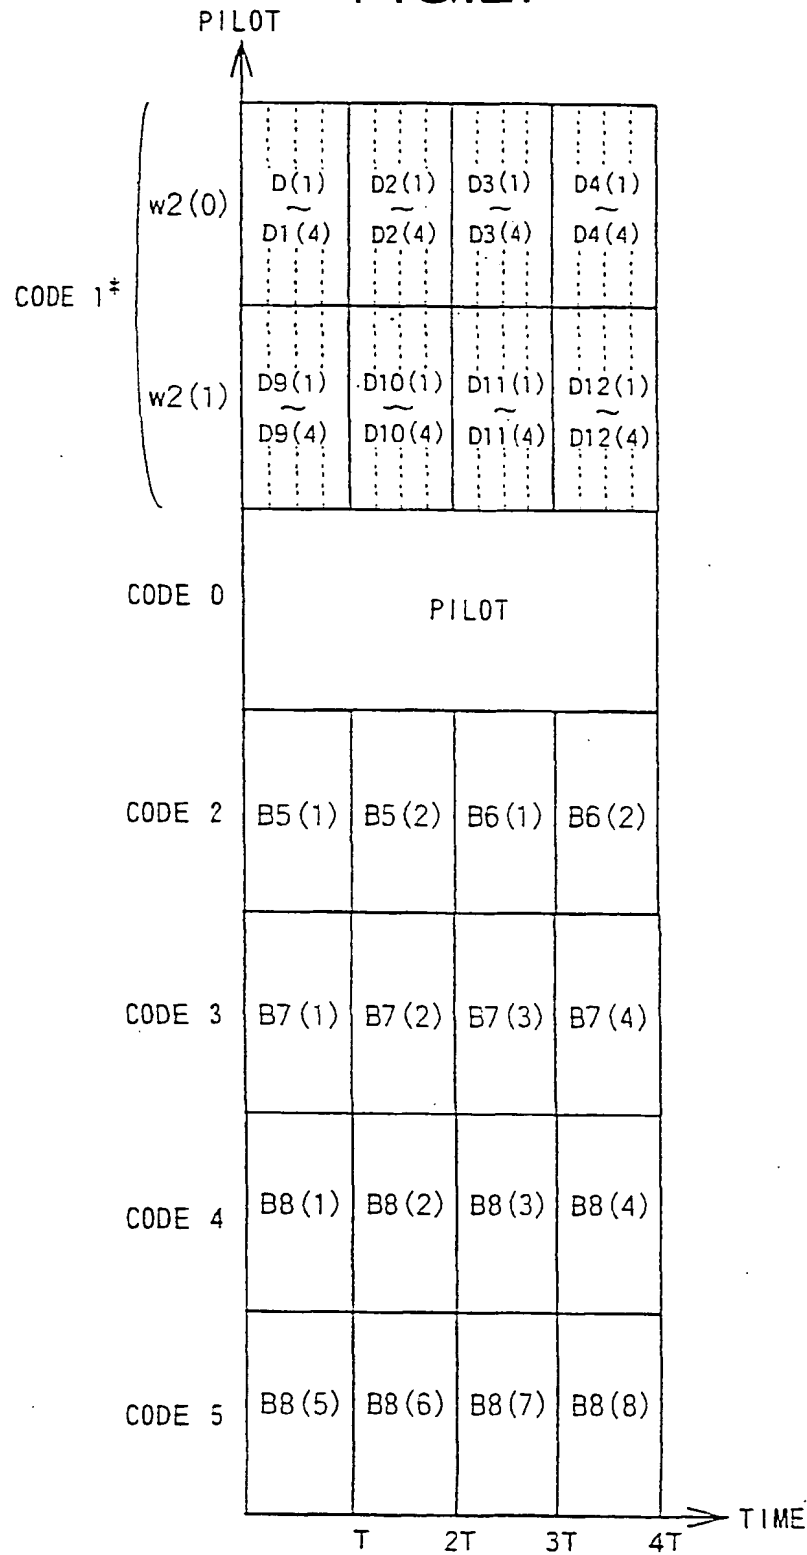 PILOT
w2(0) D(1) D2(1) D3(1) D4(1)
~ ~ ~ ~
D1(4) D2(4) D3(4) D4(4)
CODE 1*
w2(1) D9(1) D10(1) D11(1) D12(1)
~ ~ ~ ~
D9(4) D10(4) D11(4) D12(4)
CODE 0 PILOT
CODE 2 B5(1) B5(2) B6(1) B6(2)
CODE 3 B7(1) B7(2) B7(3) B7(4)
CODE 4 B8(1) B8(2) B8(3) B8(4)
CODE 5 B8(5) B8(6) B8(7) B8(8)
TIME
T 2T 3T 4T